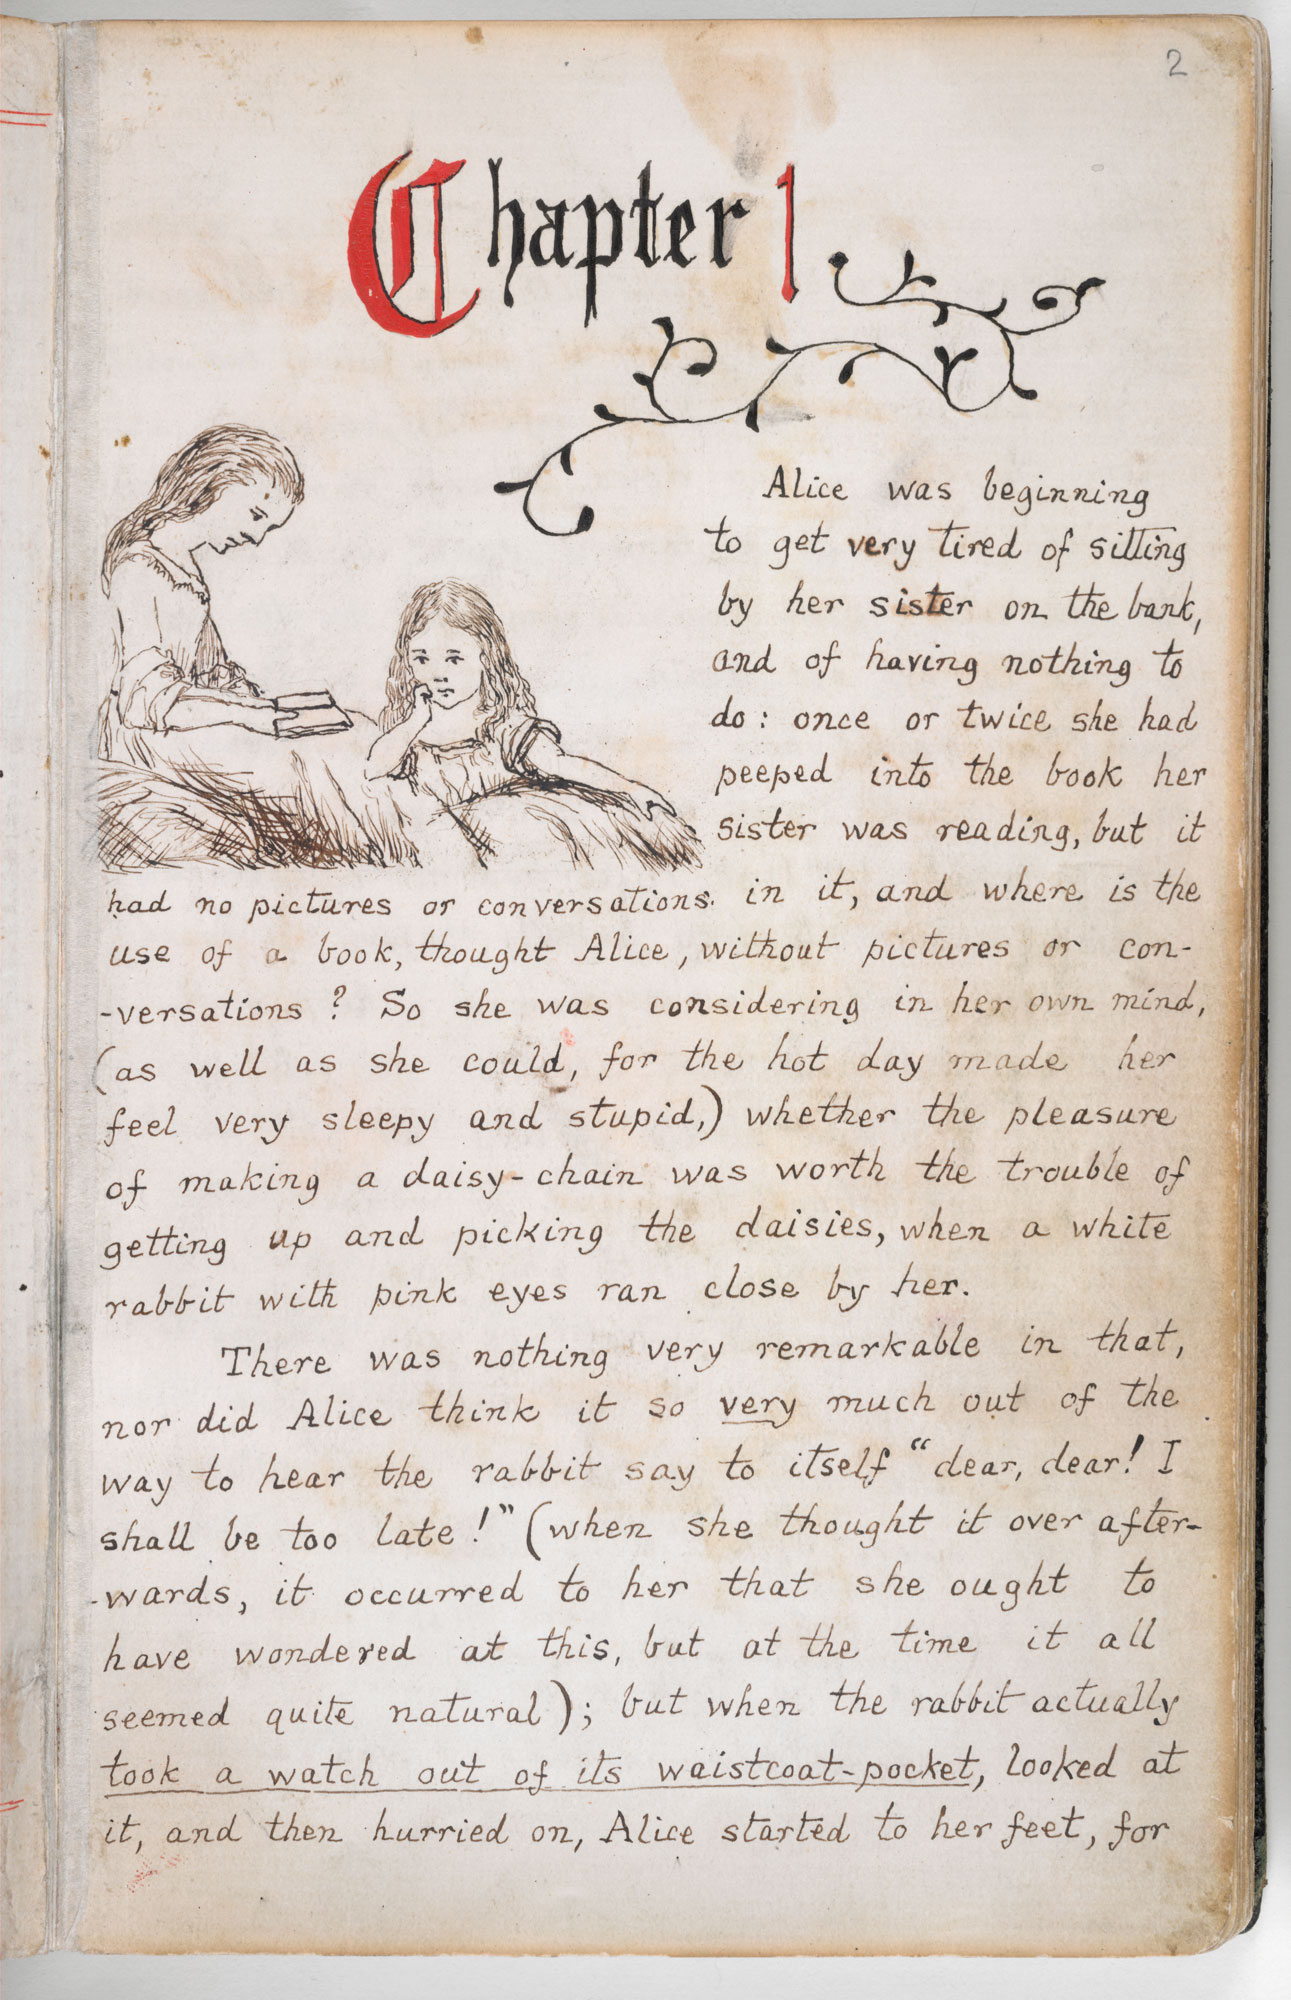 2
Chapter 1
Alice was beginning
to get very tired of sitting
by her sister on the bank,
and of having nothing to
do: once or twice she had
peeped into the book her
sister was reading, but it
had no pictures or conversations in it, and where is the
use of a book, thought Alice, without pictures or con-
-versations? So she was considering in her own mind,
(as well as she could, for the hot day made her
feel very sleepy and stupid,) whether the pleasure
of making a daisy-chain was worth the trouble of
getting up and picking the daisies, when a white
rabbit with pink eyes ran close by her.
There was nothing very remarkable in that,
nor did Alice think it so very much out of the
way to hear the rabbit say to itself "dear, dear! I
shall be too late!" (when she thought it over after-
-wards, it occurred to her that she ought to
have wondered at this, but at the time it all
seemed quite natural); but when the rabbit actually
took a watch out of its waistcoat-pocket, looked at
it, and then hurried on, Alice started to her feet, for